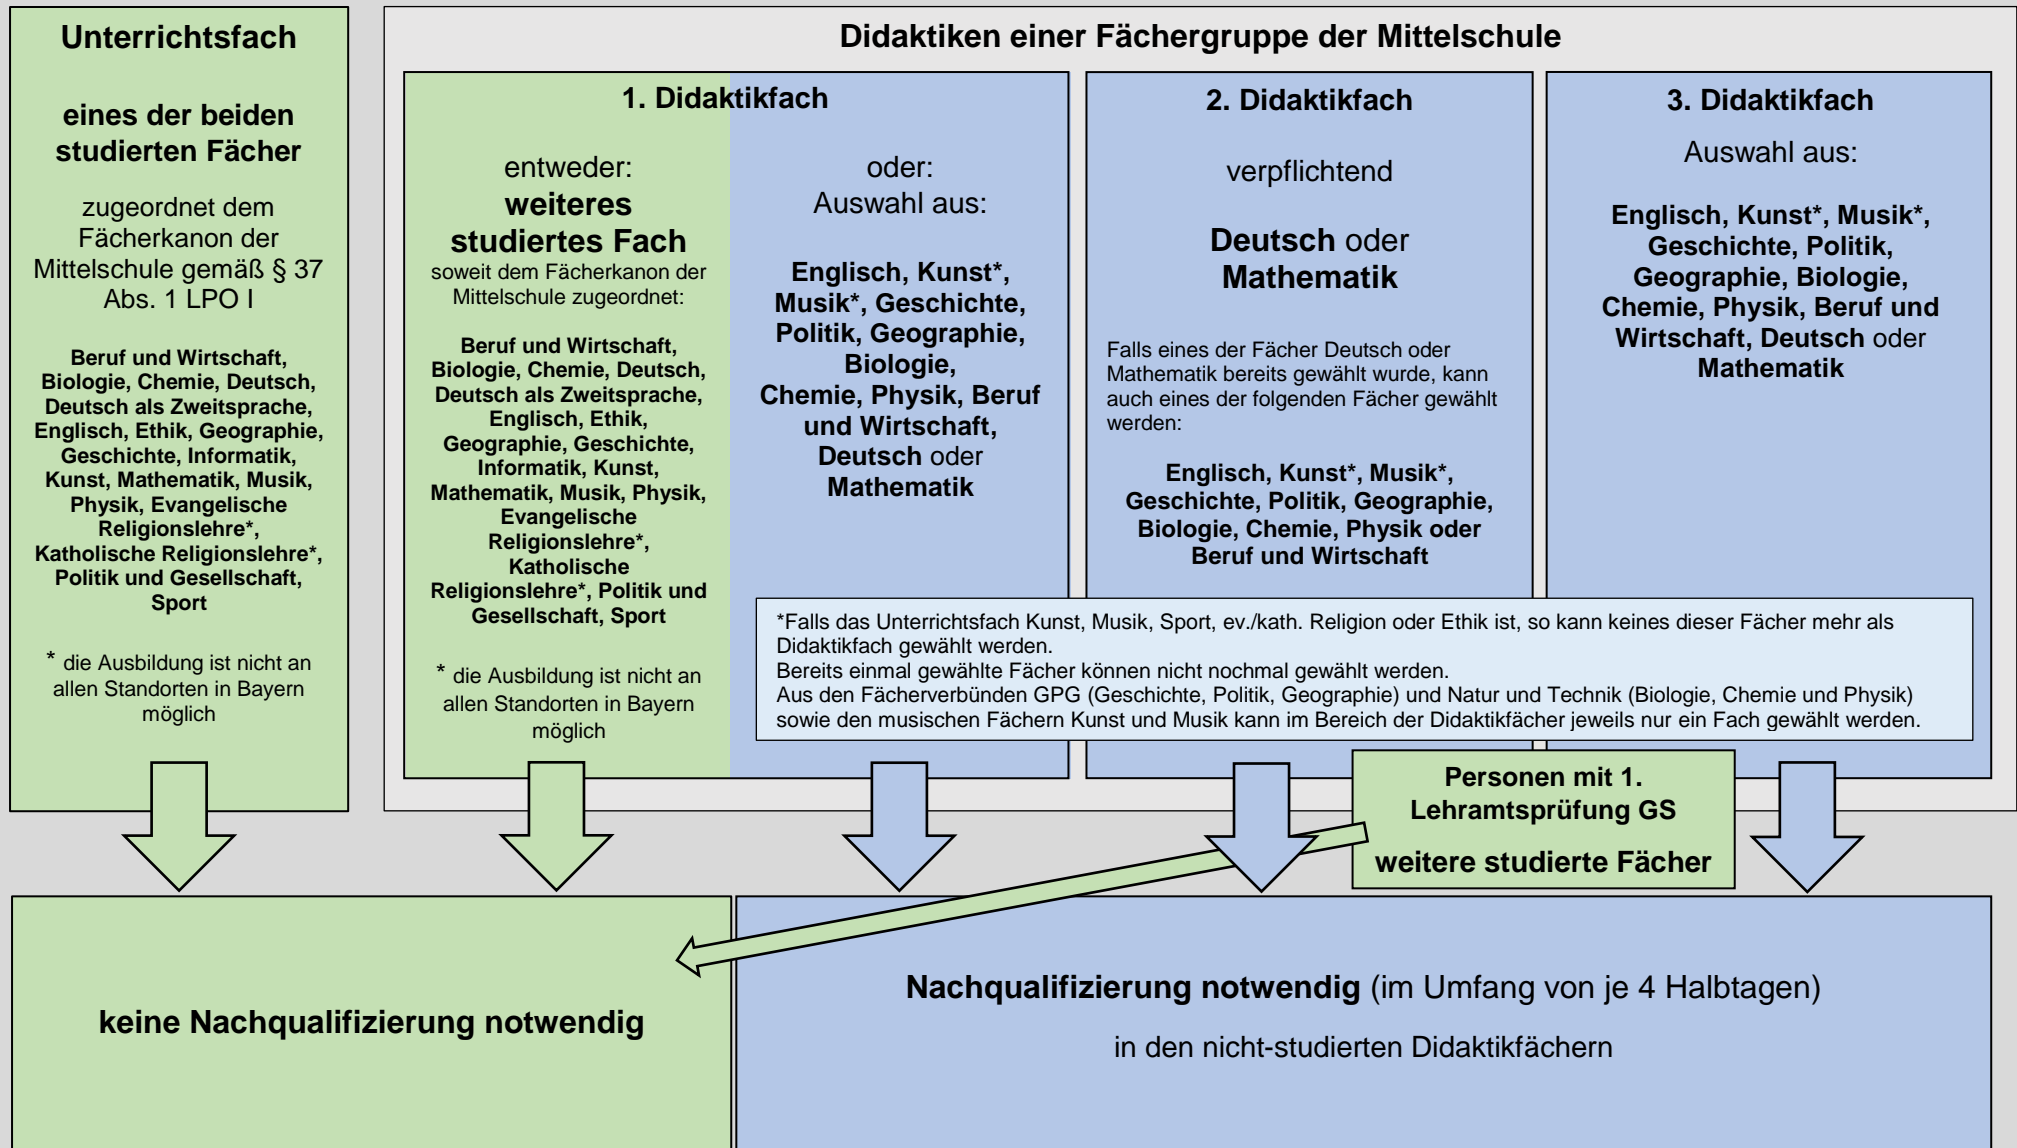 Unterrichtsfach
eines der beiden
studierten Fächer
zugeordnet dem
Fächerkanon der
Mittelschule gemäß § 37
Abs. 1 LPO I
Beruf und Wirtschaft,
Biologie, Chemie, Deutsch,
Deutsch als Zweitsprache,
Englisch, Ethik, Geographie,
Geschichte, Informatik,
Kunst, Mathematik, Musik,
Physik, Evangelische
Religionslehre*,
Katholische Religionslehre*,
Politik und Gesellschaft,
Sport
* die Ausbildung ist nicht an
allen Standorten in Bayern
möglich
Didaktiken einer Fächergruppe der Mittelschule
1. Didaktikfach
entweder:
weiteres
studiertes Fach
soweit dem Fächerkanon der
Mittelschule zugeordnet:
Beruf und Wirtschaft,
Biologie, Chemie, Deutsch,
Deutsch als Zweitsprache,
Englisch, Ethik,
Geographie, Geschichte,
Informatik, Kunst,
Mathematik, Musik, Physik,
Evangelische
Religionslehre*,
Katholische
Religionslehre*, Politik und
Gesellschaft, Sport
* die Ausbildung ist nicht an
allen Standorten in Bayern
möglich
oder:
Auswahl aus:
Englisch, Kunst*,
Musik*, Geschichte,
Politik, Geographie,
Biologie,
Chemie, Physik, Beruf
und Wirtschaft,
Deutsch oder
Mathematik
2. Didaktikfach
verpflichtend
Deutsch oder
Mathematik
Falls eines der Fächer Deutsch oder
Mathematik bereits gewählt wurde, kann
auch eines der folgenden Fächer gewählt
werden:
Englisch, Kunst*, Musik*,
Geschichte, Politik, Geographie,
Biologie, Chemie, Physik oder
Beruf und Wirtschaft
3. Didaktikfach
Auswahl aus:
Englisch, Kunst*, Musik*,
Geschichte, Politik,
Geographie, Biologie,
Chemie, Physik, Beruf und
Wirtschaft, Deutsch oder
Mathematik
*Falls das Unterrichtsfach Kunst, Musik, Sport, ev./kath. Religion oder Ethik ist, so kann keines dieser Fächer mehr als
Didaktikfach gewählt werden.
Bereits einmal gewählte Fächer können nicht nochmal gewählt werden.
Aus den Fächerverbünden GPG (Geschichte, Politik, Geographie) und Natur und Technik (Biologie, Chemie und Physik)
sowie den musischen Fächern Kunst und Musik kann im Bereich der Didaktikfächer jeweils nur ein Fach gewählt werden.
Personen mit 1.
Lehramtsprüfung GS
weitere studierte Fächer
keine Nachqualifizierung notwendig
Nachqualifizierung notwendig (im Umfang von je 4 Halbtagen)
in den nicht-studierten Didaktikfächern